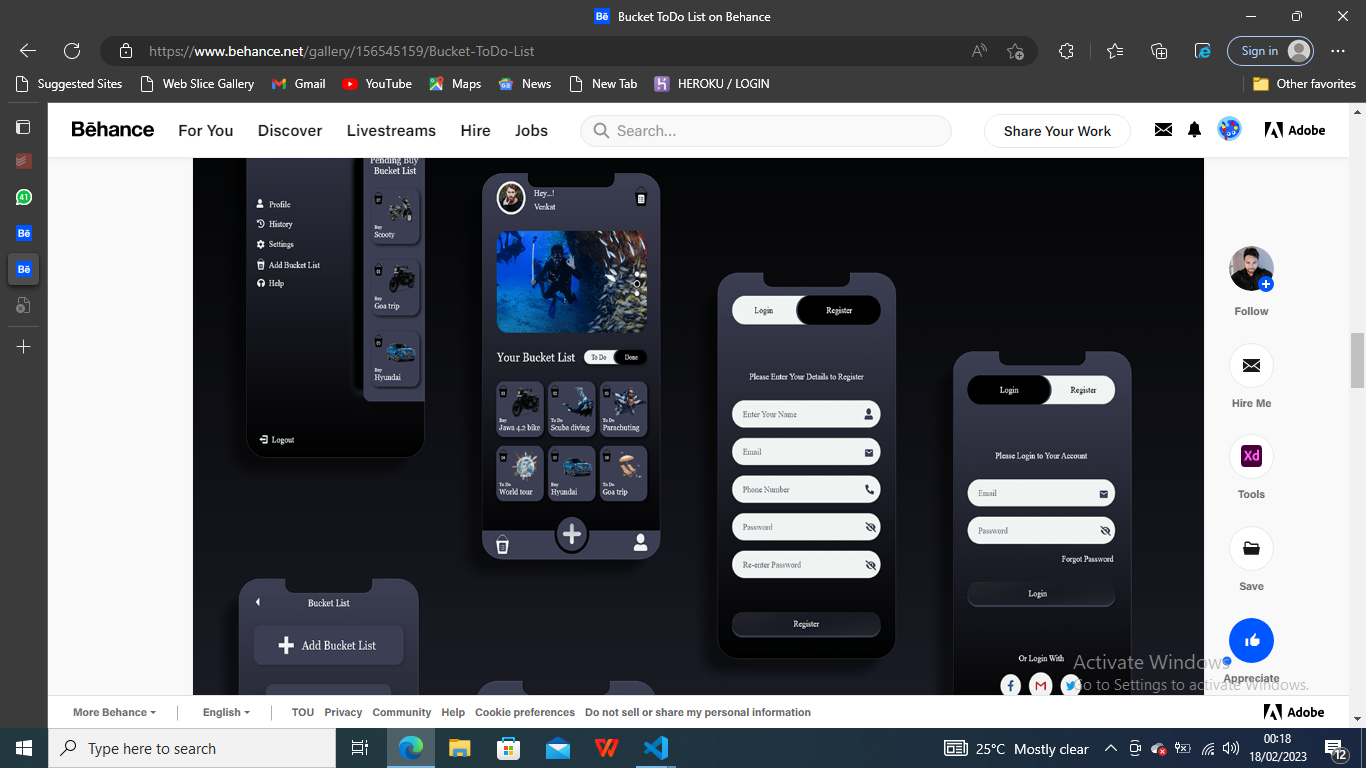 Bē Bucket ToDo List on Behance
https://www.behance.net/gallery/156545159/Bucket-ToDo-List
Sign in
Suggested Sites
Web Slice Gallery
Gmail
YouTube
Maps
News
New Tab
HEROKU / LOGIN
Other favorites
41
Bē
Bē
Bēhance
For You
Discover
Livestreams
Hire
Jobs
Search...
Share Your Work
Adobe
Pending Buy
Bucket List
Profile
History
Settings
Add Bucket List
Help
Logout
Buy
Scooty
Buy
Goa trip
Hyundai
Hey...!
Venkat
Your Bucket List
To Do
Done
Buy
Jawa 4.2 bike
To Do
Scuba diving
To Do
Parachuting
To Do
World tour
Buy
Hyundai
To Do
Goa trip
Login
Register
Please Enter Your Details to Register
Enter Your Name
Email
Phone Number
Password
Re-enter Password
Register
Login
Register
Please Login to Your Account
Email
Password
Forgot Password
Login
Or Login With
Bucket List
Add Bucket List
Follow
Hire Me
Xd
Tools
Save
Appreciate
Activate Windows
Go to Settings to activate Windows.
More Behance
English
TOU
Privacy
Community
Help
Cookie preferences
Do not sell or share my personal information
Adobe
Type here to search
25°C Mostly clear
00:18
18/02/2023
12